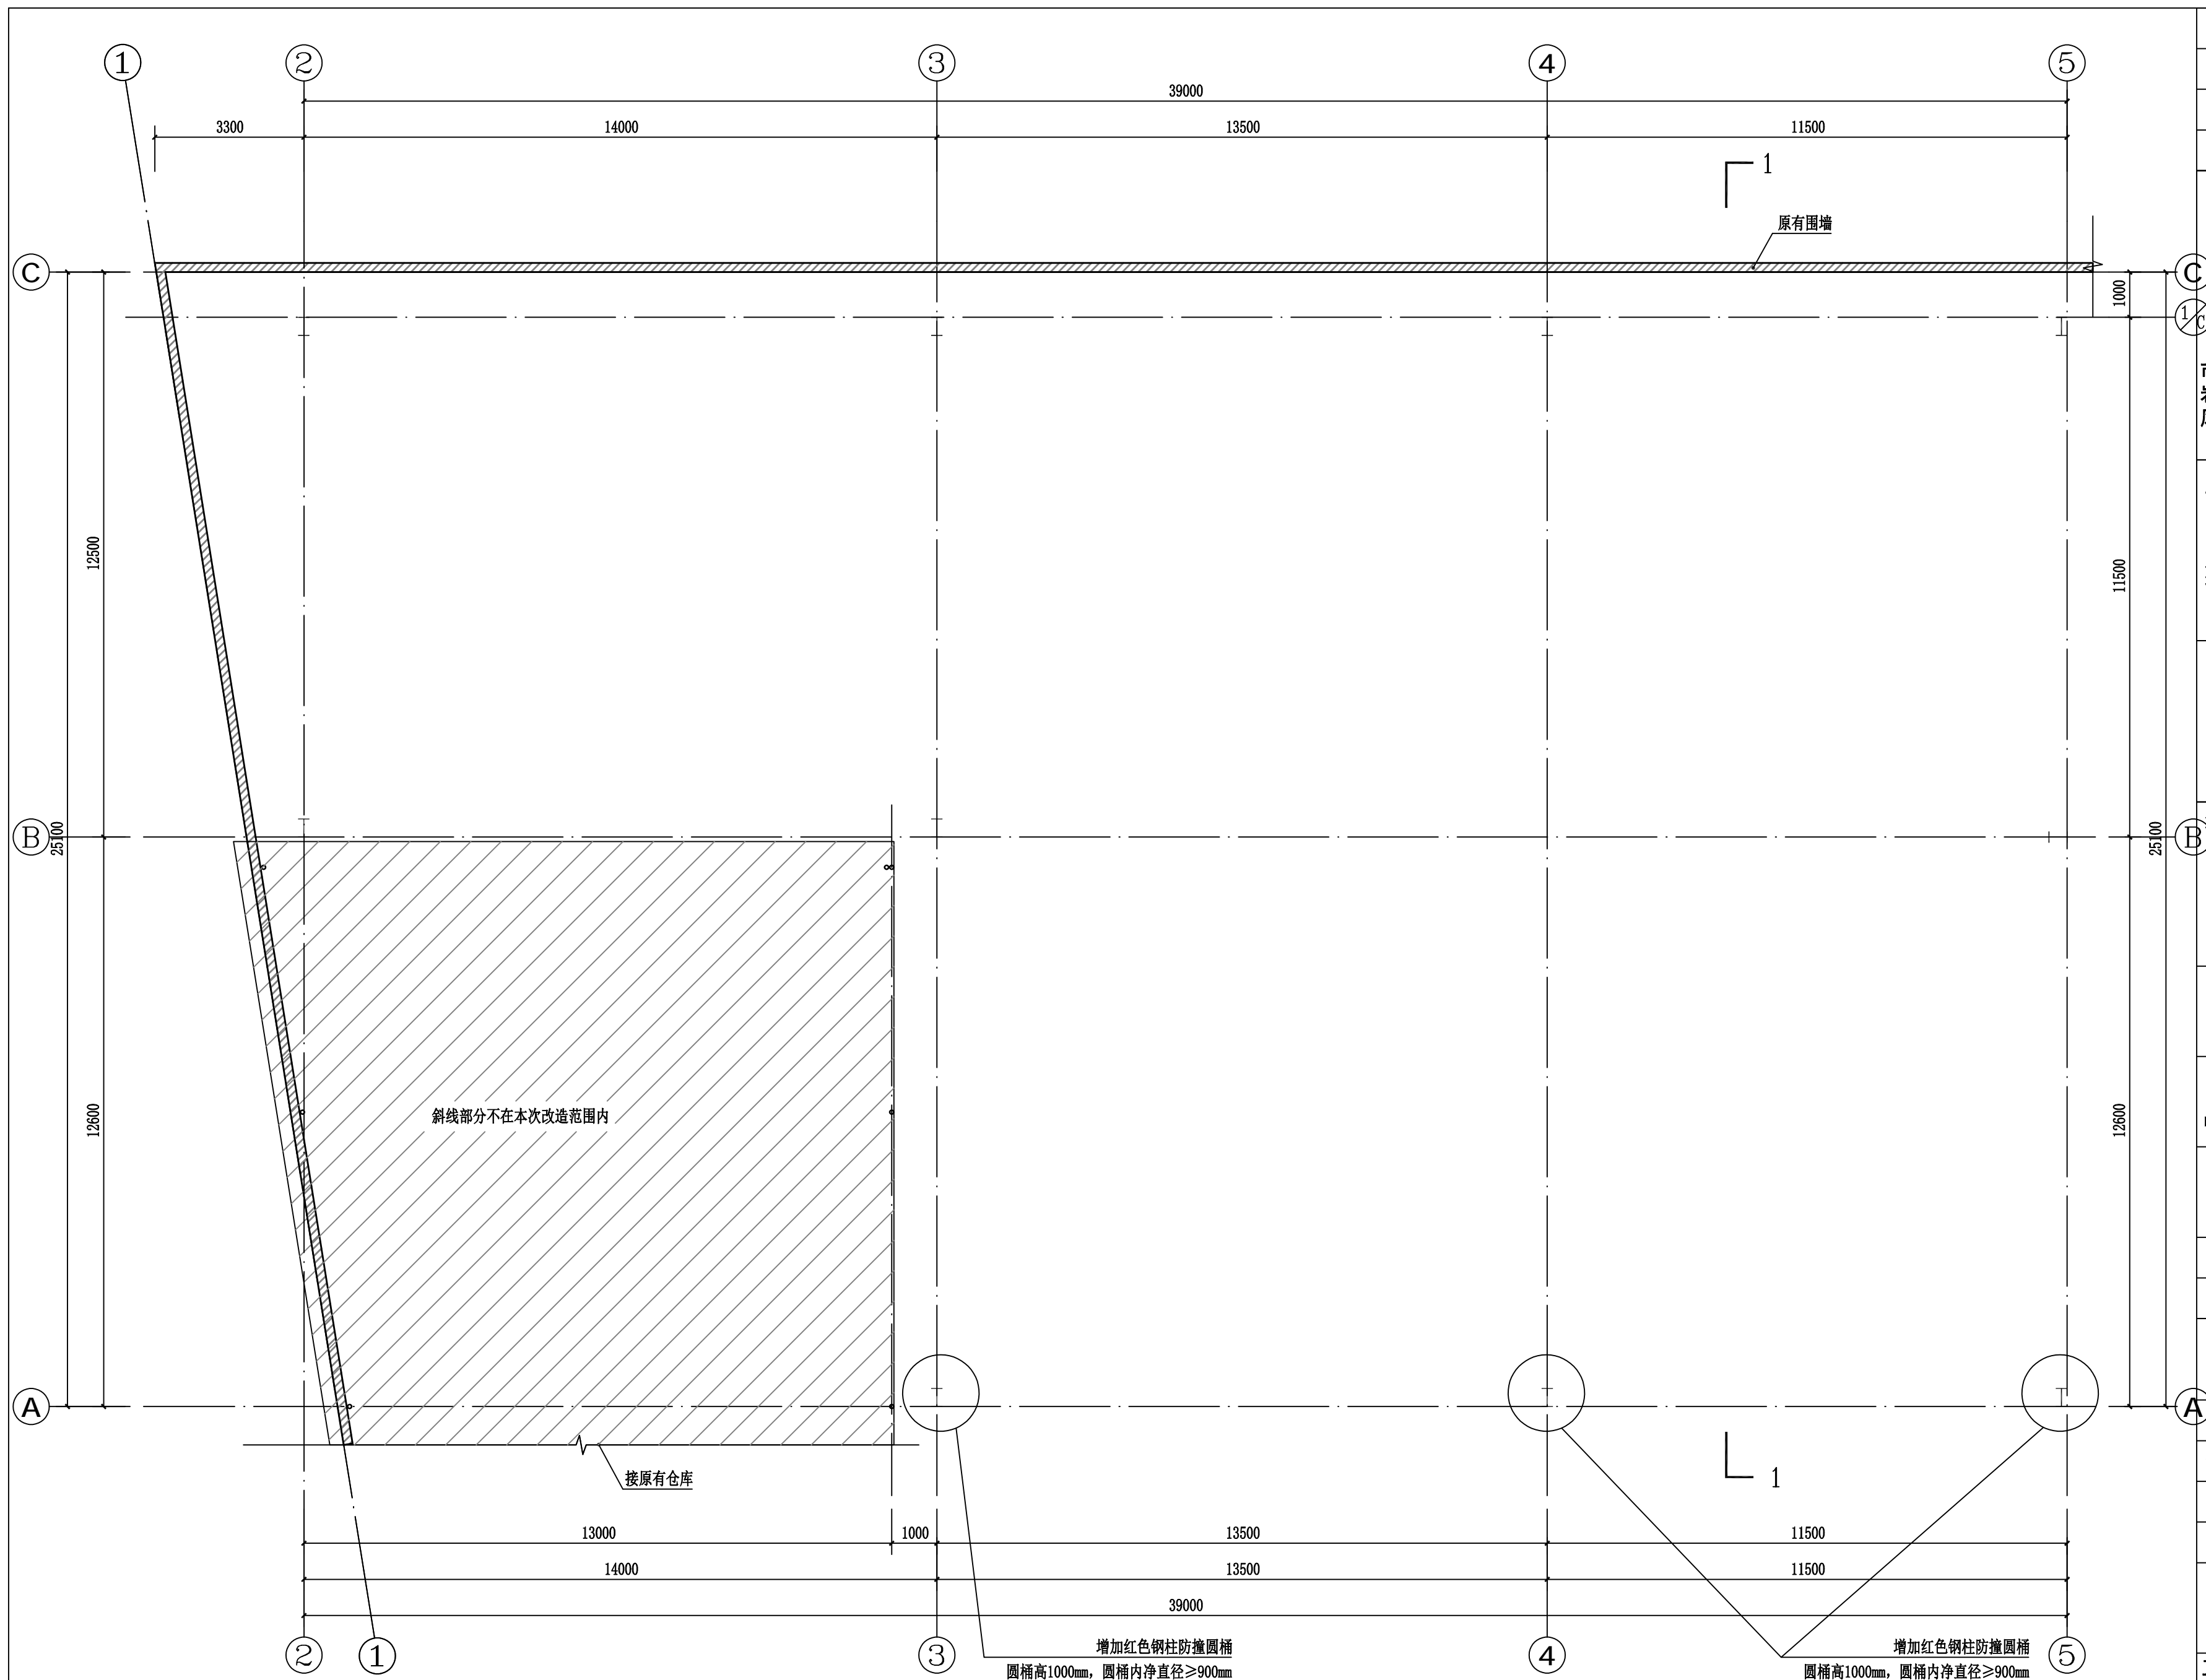 ① ② ③ ④ ⑤
39000
3300 14000 13500 11500
1
原有围墙
C C
1000
1/C
12500 11500
B B
25100 25100
12600 12600
斜线部分不在本次改造范围内
A A
接原有仓库
1
13000 1000 13500 11500
14000 13500 11500
39000
② ① ③ ④ ⑤
增加红色钢柱防撞圆桶
圆桶高1000mm，圆桶内净直径≥900mm
增加红色钢柱防撞圆桶
圆桶高1000mm，圆桶内净直径≥900mm